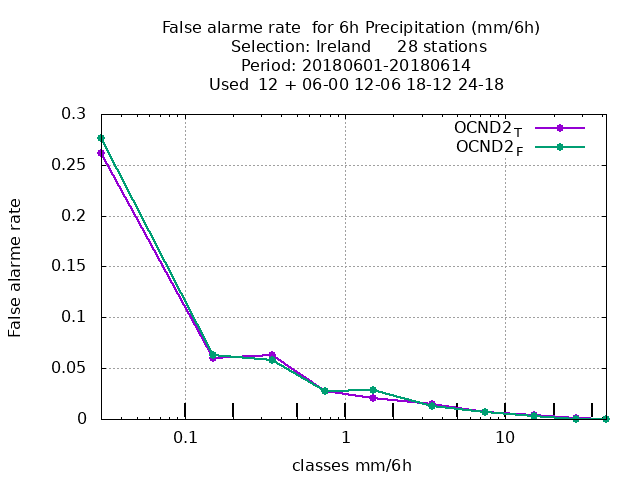 False alarme rate  for 6h Precipitation (mm/6h)
Selection: Ireland     28 stations
Period: 20180601-20180614
Used  12 + 06-00 12-06 18-12 24-18
OCND2_T
OCND2_F
0.3
0.25
0.2
0.15
0.1
0.05
0
False alarme rate
0.1 1 10
classes mm/6h